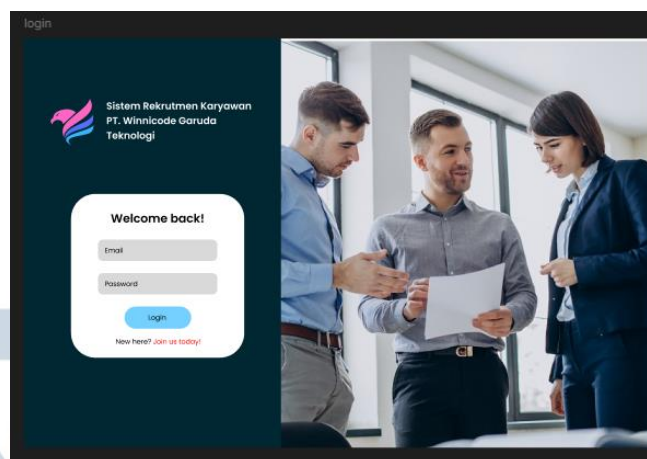 login
Sistem Rekrutmen Karyawan
PT. Winnicode Garuda
Teknologi
Welcome back!
Email
Password
Login
New here? Join us today!